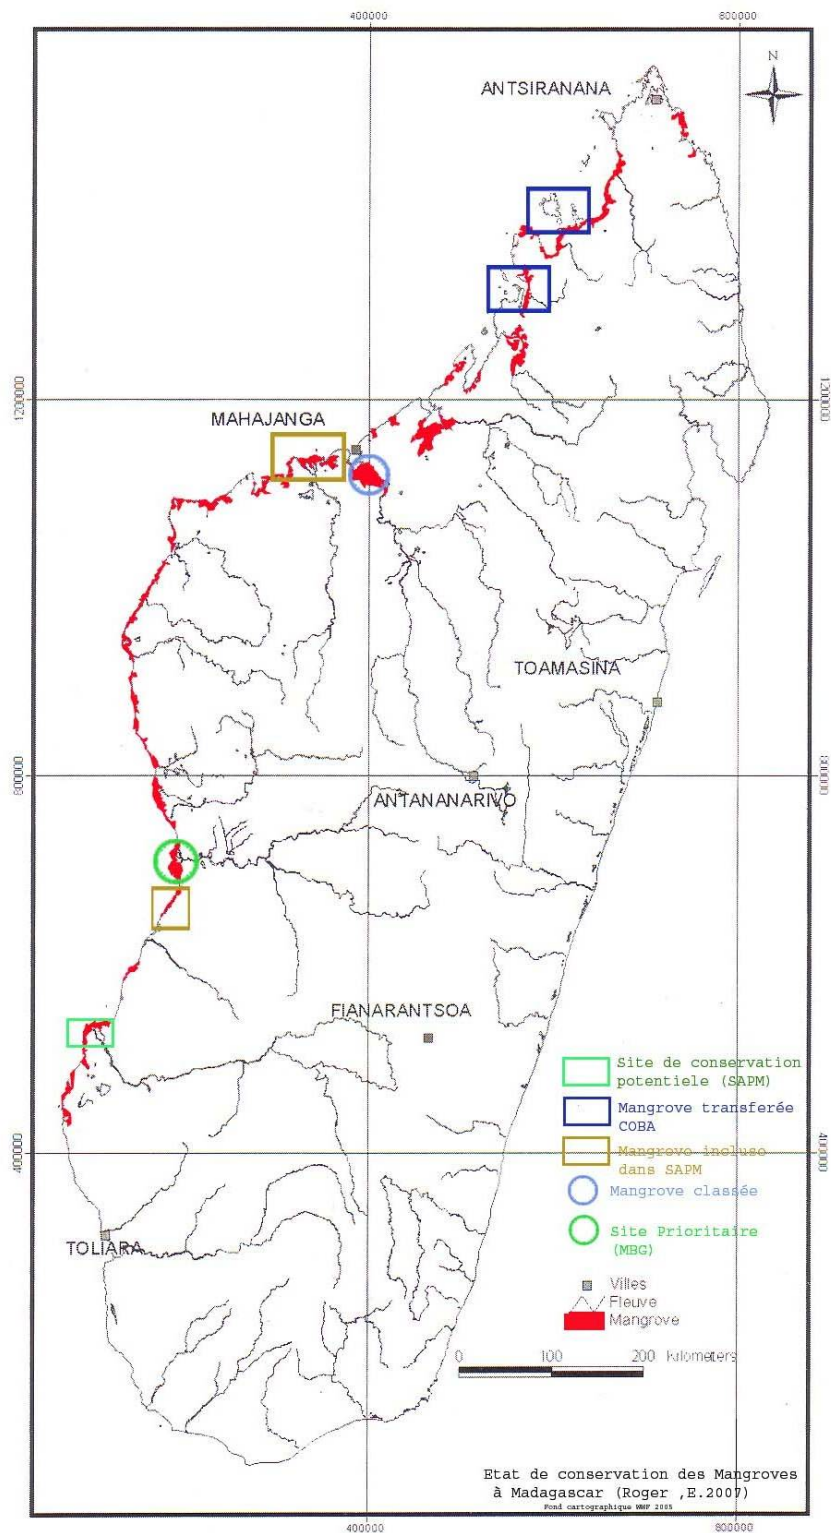 400000 800000
N
ANTSIRANANA
1200000 1200000
MAHAJANGA
TOAMASINA
800000 800000
ANTANANARIVO
FIANARANTSOA
Site de conservation
potentiele (SAPM)
Mangrove transferée
COBA
400000 400000
Mangrove incluse
dans SAPM
Mangrove classée
Site Prioritaire
(MBG)
TOLIARA
Villes
Fleuve
Mangrove
0 100 200 Kilometers
Etat de conservation des Mangroves
à Madagascar (Roger ,E.2007)
Fond cartographique WWF 2005
400000 800000